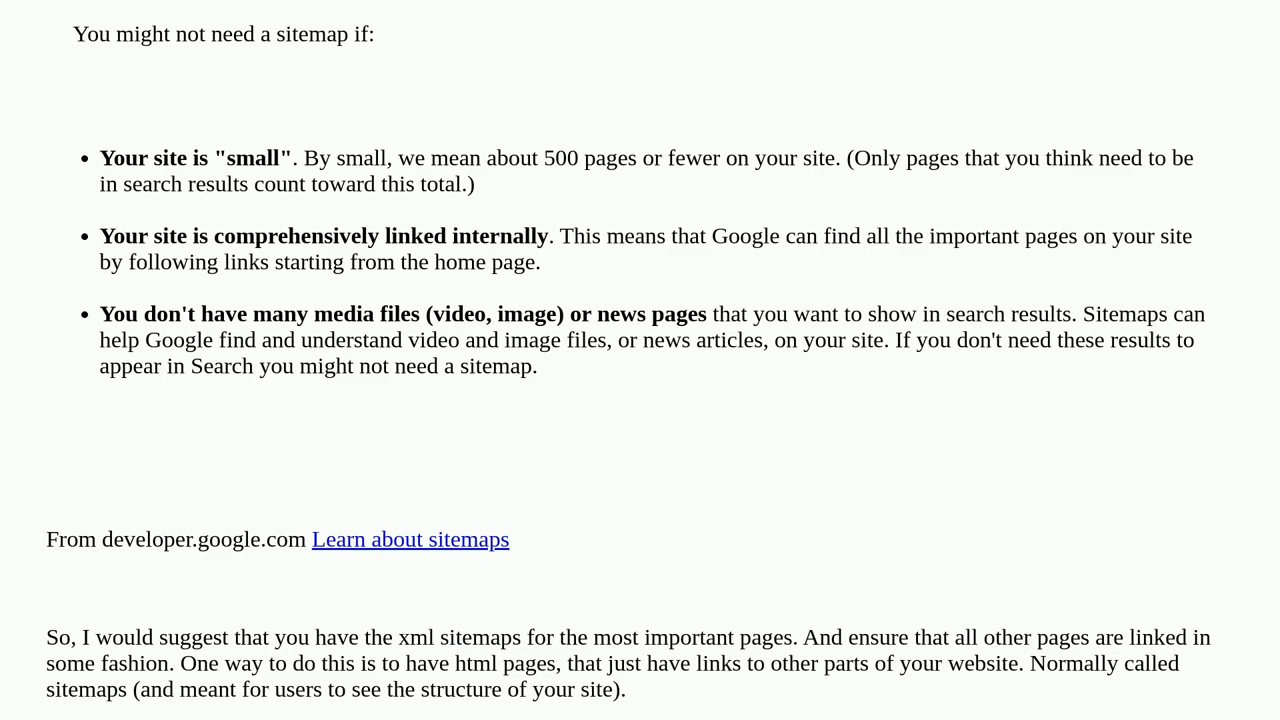 You might not need a sitemap if:
• Your site is "small". By small, we mean about 500 pages or fewer on your site. (Only pages that you think need to be
in search results count toward this total.)
• Your site is comprehensively linked internally. This means that Google can find all the important pages on your site
by following links starting from the home page.
• You don't have many media files (video, image) or news pages that you want to show in search results. Sitemaps can
help Google find and understand video and image files, or news articles, on your site. If you don't need these results to
appear in Search you might not need a sitemap.
From developer.google.com Learn about sitemaps
So, I would suggest that you have the xml sitemaps for the most important pages. And ensure that all other pages are linked in
some fashion. One way to do this is to have html pages, that just have links to other parts of your website. Normally called
sitemaps (and meant for users to see the structure of your site).